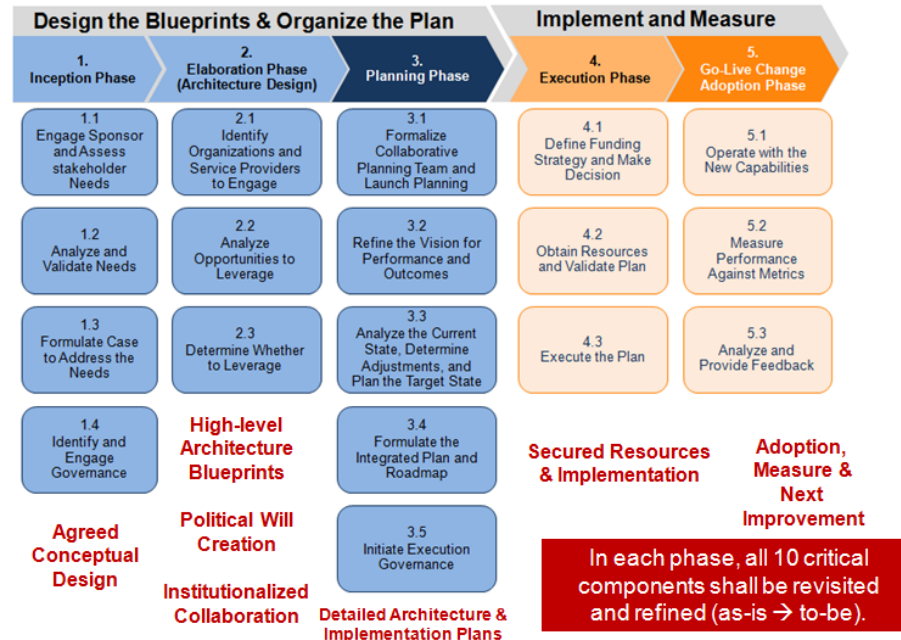 Design the Blueprints & Organize the Plan
Implement and Measure
1.
Inception Phase
2.
Elaboration Phase
(Architecture Design)
3.
Planning Phase
4.
Execution Phase
5.
Go-Live Change
Adoption Phase
1.1
Engage Sponsor
and Assess
stakeholder
Needs
2.1
Identify
Organizations and
Service Providers
to Engage
3.1
Formalize
Collaborative
Planning Team and
Launch Planning
4.1
Define Funding
Strategy and Make
Decision
5.1
Operate with the
New Capabilities
1.2
Analyze and
Validate Needs
2.2
Analyze
Opportunities to
Leverage
3.2
Refine the Vision for
Performance and
Outcomes
4.2
Obtain Resources
and Validate Plan
5.2
Measure
Performance
Against Metrics
1.3
Formulate Case
to Address the
Needs
2.3
Determine Whether
to Leverage
3.3
Analyze the Current
State, Determine
Adjustments, and
Plan the Target State
4.3
Execute the Plan
5.3
Analyze and
Provide Feedback
1.4
Identify and
Engage
Governance
High-level
Architecture
Blueprints
3.4
Formulate the
Integrated Plan and
Roadmap
Secured Resources
& Implementation
Adoption,
Measure &
Next
Improvement
Agreed
Conceptual
Design
Political Will
Creation
Institutionalized
Collaboration
3.5
Initiate Execution
Governance
Detailed Architecture &
Implementation Plans
In each phase, all 10 critical
components shall be revisited
and refined (as-is → to-be).